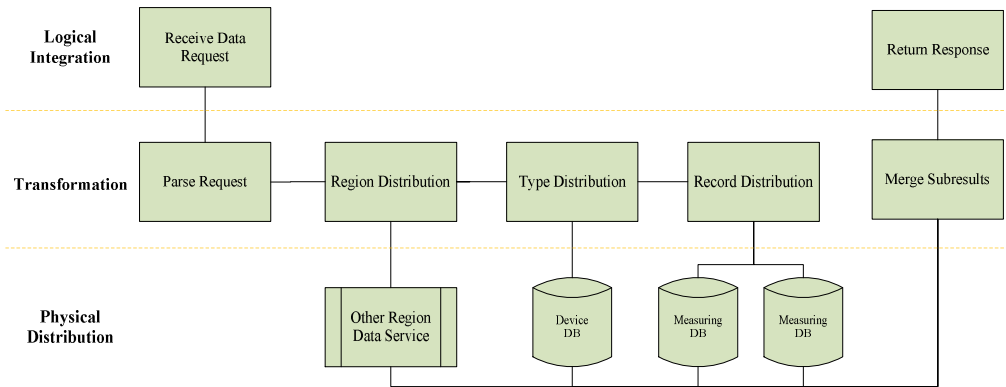 Logical
Integration
Receive Data
Request
Return Response
Transformation
Parse Request
Region Distribution
Type Distribution
Record Distribution
Merge Subresults
Physical
Distribution
Other Region
Data Service
Device
DB
Measuring
DB
Measuring
DB